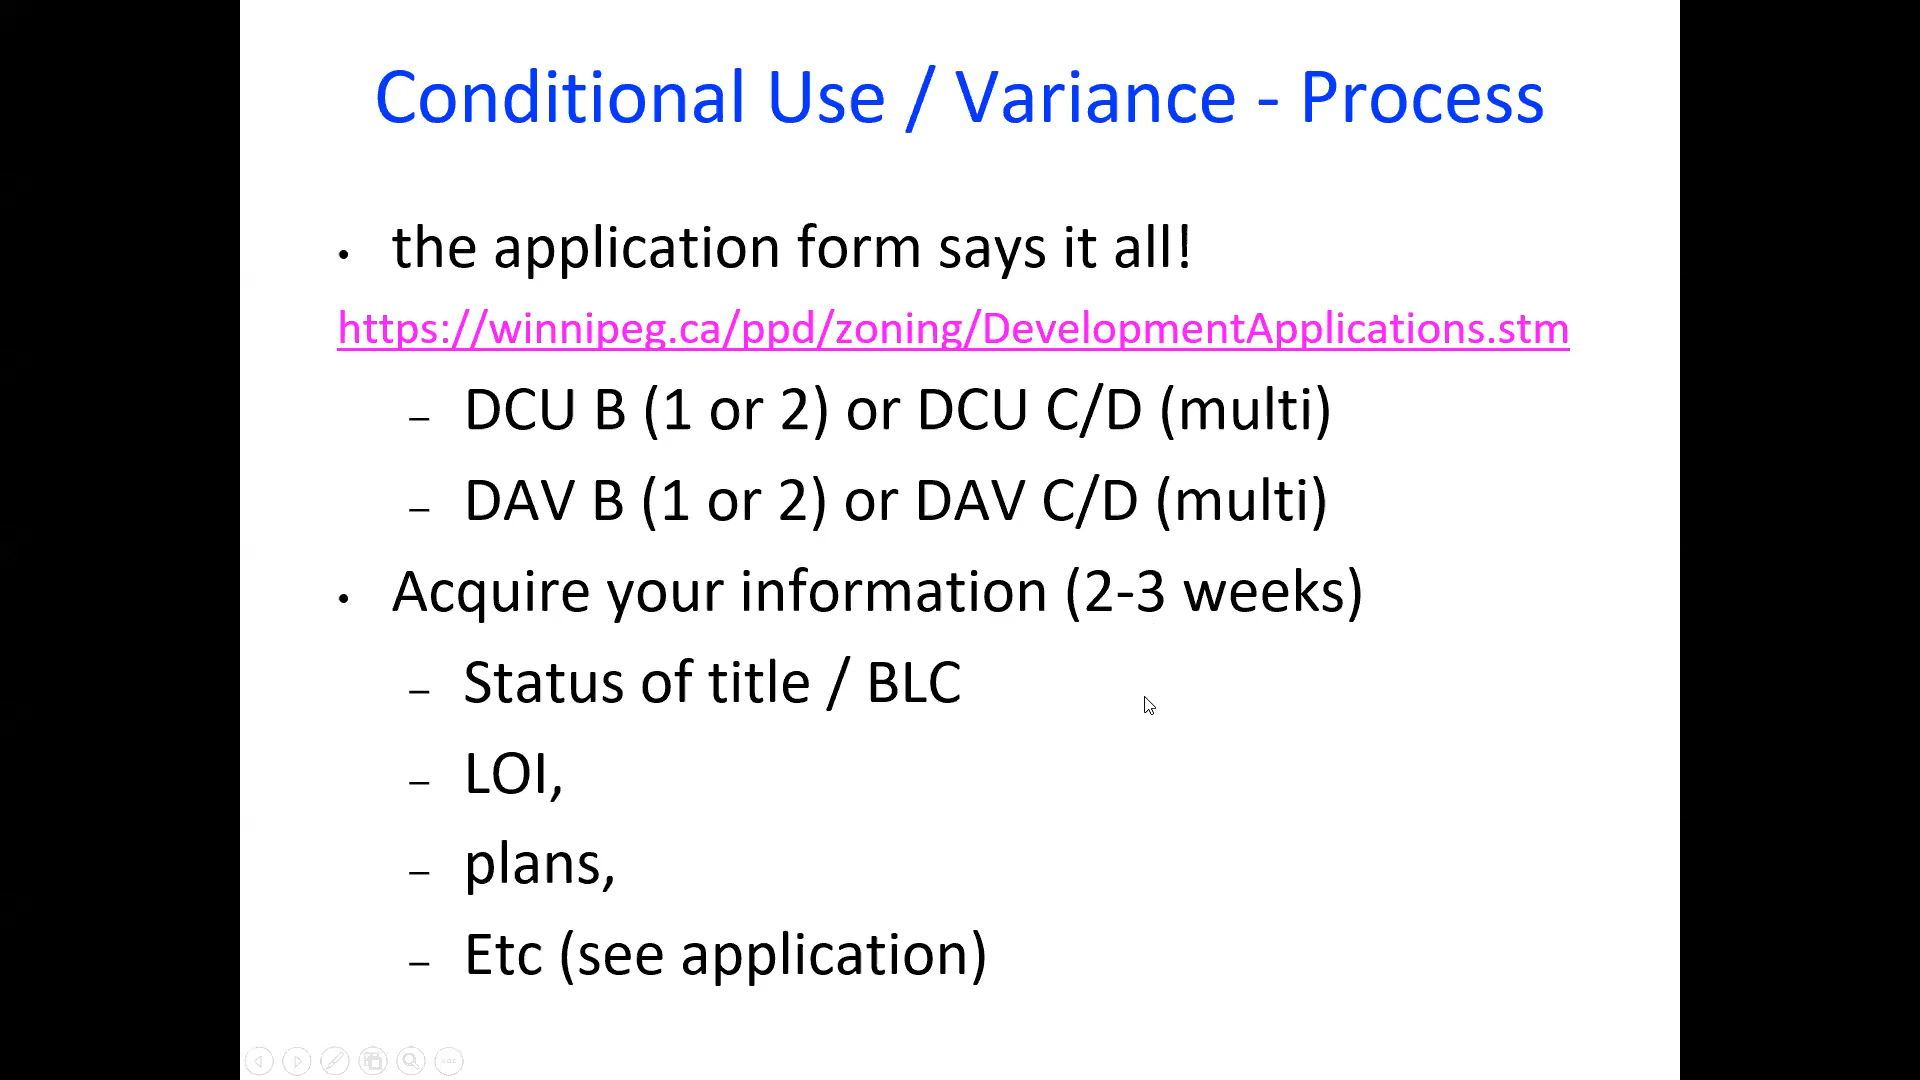 Conditional Use / Variance - Process
• the application form says it all!
https://winnipeg.ca/ppd/zoning/DevelopmentApplications.stm
– DCU B (1 or 2) or DCU C/D (multi)
– DAV B (1 or 2) or DAV C/D (multi)
• Acquire your information (2-3 weeks)
– Status of title / BLC
– LOI,
– plans,
– Etc (see application)